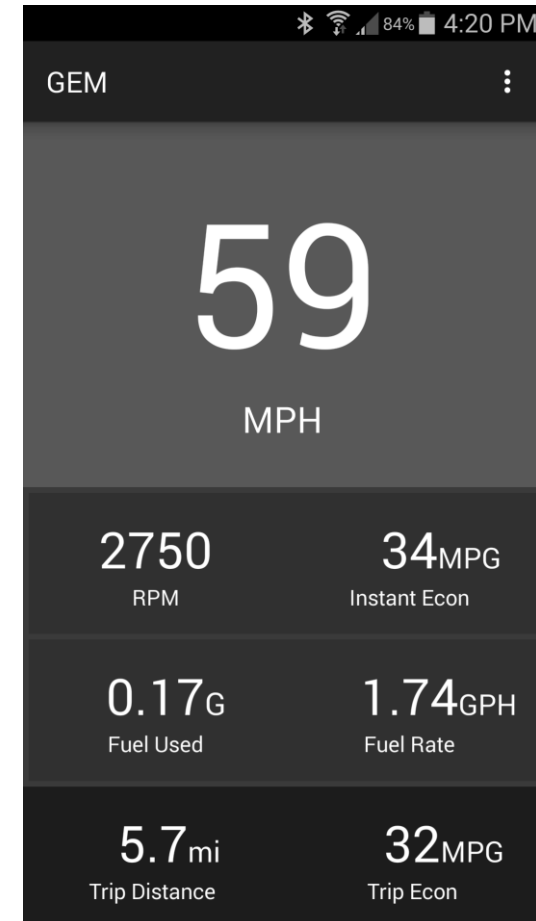 84% 4:20 PM
GEM
59
MPH
2750 34MPG
RPM Instant Econ
0.17G 1.74GPH
Fuel Used Fuel Rate
5.7mi 32MPG
Trip Distance Trip Econ